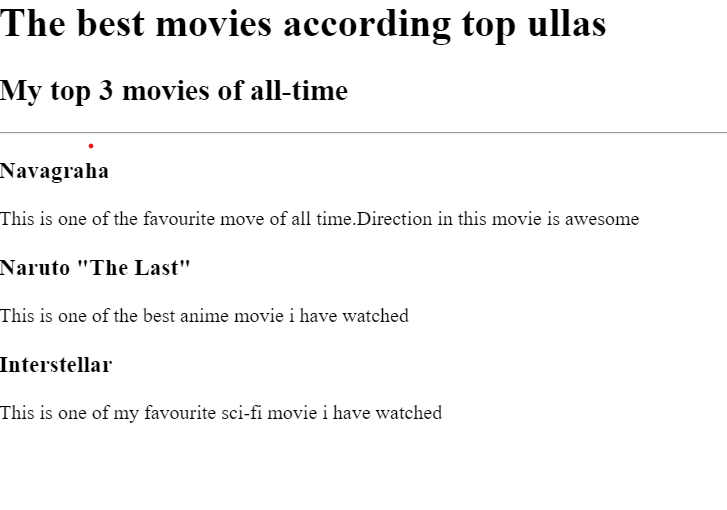 The best movies according top ullas
My top 3 movies of all-time
Navagraha
This is one of the favourite move of all time.Direction in this movie is awesome
Naruto "The Last"
This is one of the best anime movie i have watched
Interstellar
This is one of my favourite sci-fi movie i have watched